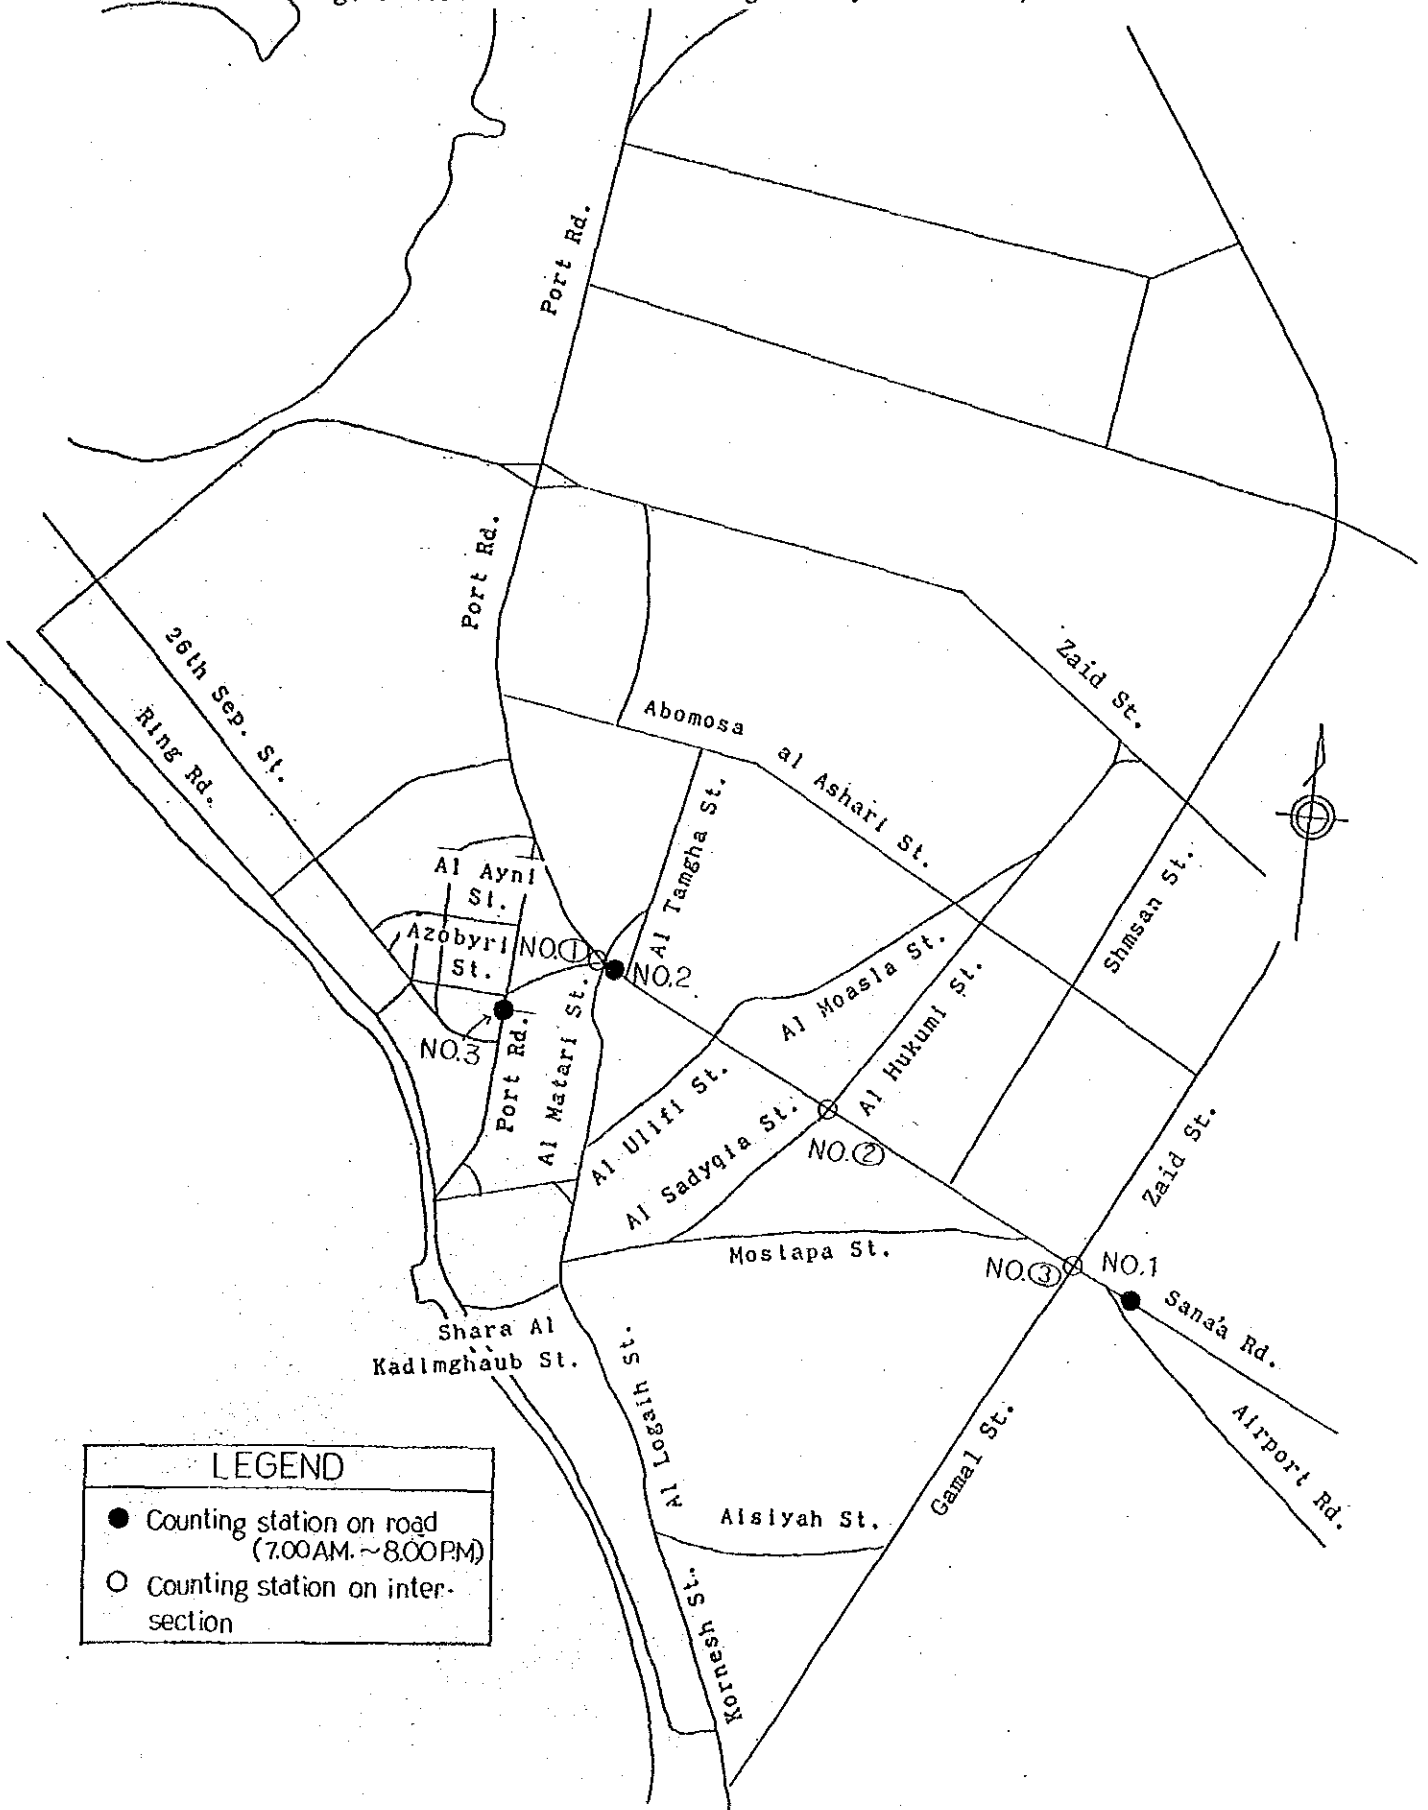 Port Rd.
Port Rd.
26th Sep. St.
Ring Rd.
Zaid St.
Abomosa al Ashari St.
Al Tamgha St.
Al Ayni
St.
Azobyri
St.
NO.①
NO.2
NO.3
Port Rd.
Al Matari St.
Al Moasla St.
Al Hukumi St.
Shmsan St.
Al Ulifi St.
Al Sadyqia St.
NO.②
Zaid St.
Mostapa St.
NO.③
NO.1
Sana'a Rd.
Airport Rd.
Shara Al
Kadimghaub St.
Al Logaih St.
Gamal St.
Aisiyah St.
Kornesh St.
LEGEND
Counting station on road
(7.00 A.M. ~ 8.00 P.M)
Counting station on inter-
section